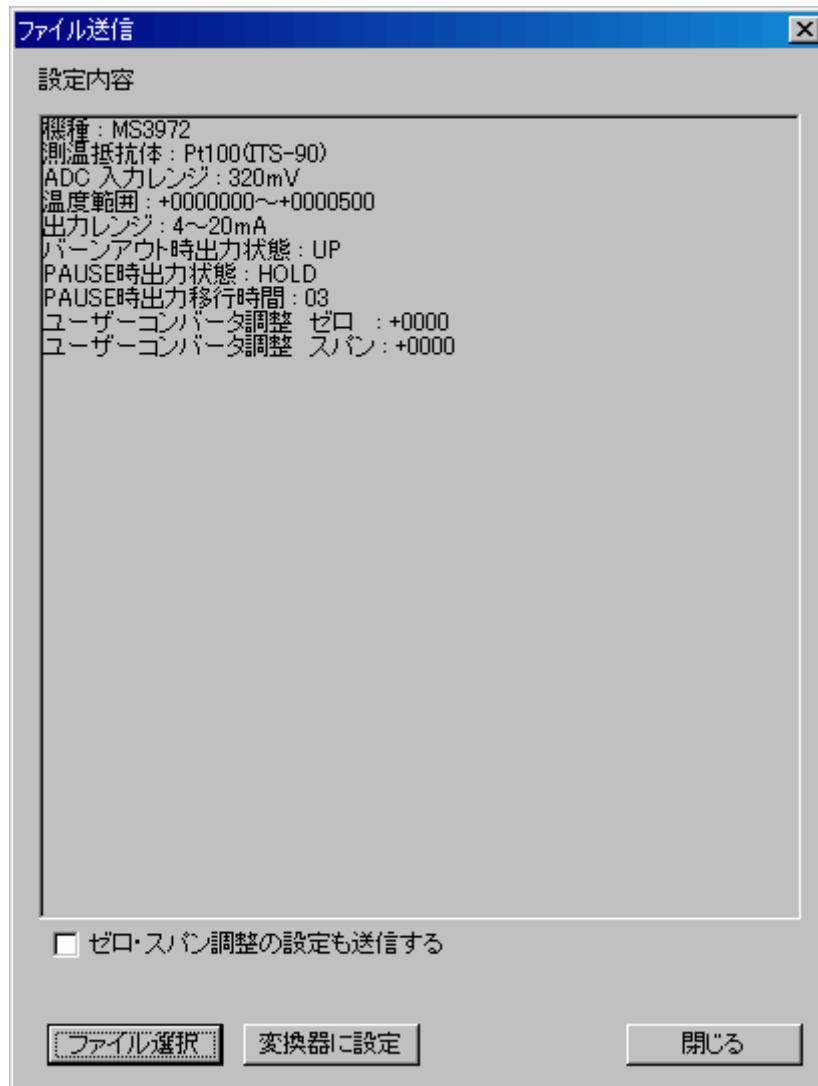 ファイル送信
設定内容
機種 : MS3972
測温抵抗体 : Pt100(ITS-90)
ADC 入力レンジ : 320mV
温度範囲 : +0000000～+0000500
出力レンジ : 4～20mA
バーンアウト時出力状態 : UP
PAUSE時出力状態 : HOLD
PAUSE時出力移行時間 : 03
ユーザーコンバータ調整 ゼロ : +0000
ユーザーコンバータ調整 スパン : +0000
ゼロ・スパン調整の設定も送信する
ファイル選択 変換器に設定 閉じる